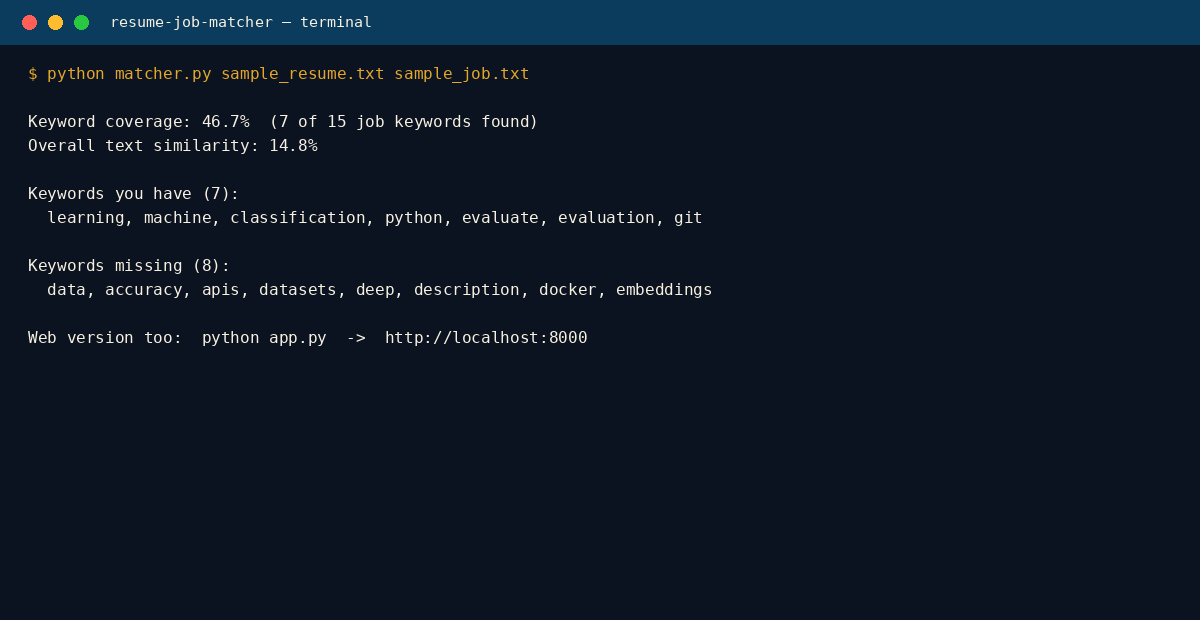 resume-job-matcher — terminal
$ python matcher.py sample_resume.txt sample_job.txt
Keyword coverage: 46.7%  (7 of 15 job keywords found)
Overall text similarity: 14.8%
Keywords you have (7):
learning, machine, classification, python, evaluate, evaluation, git
Keywords missing (8):
data, accuracy, apis, datasets, deep, description, docker, embeddings
Web version too:  python app.py  ->  http://localhost:8000